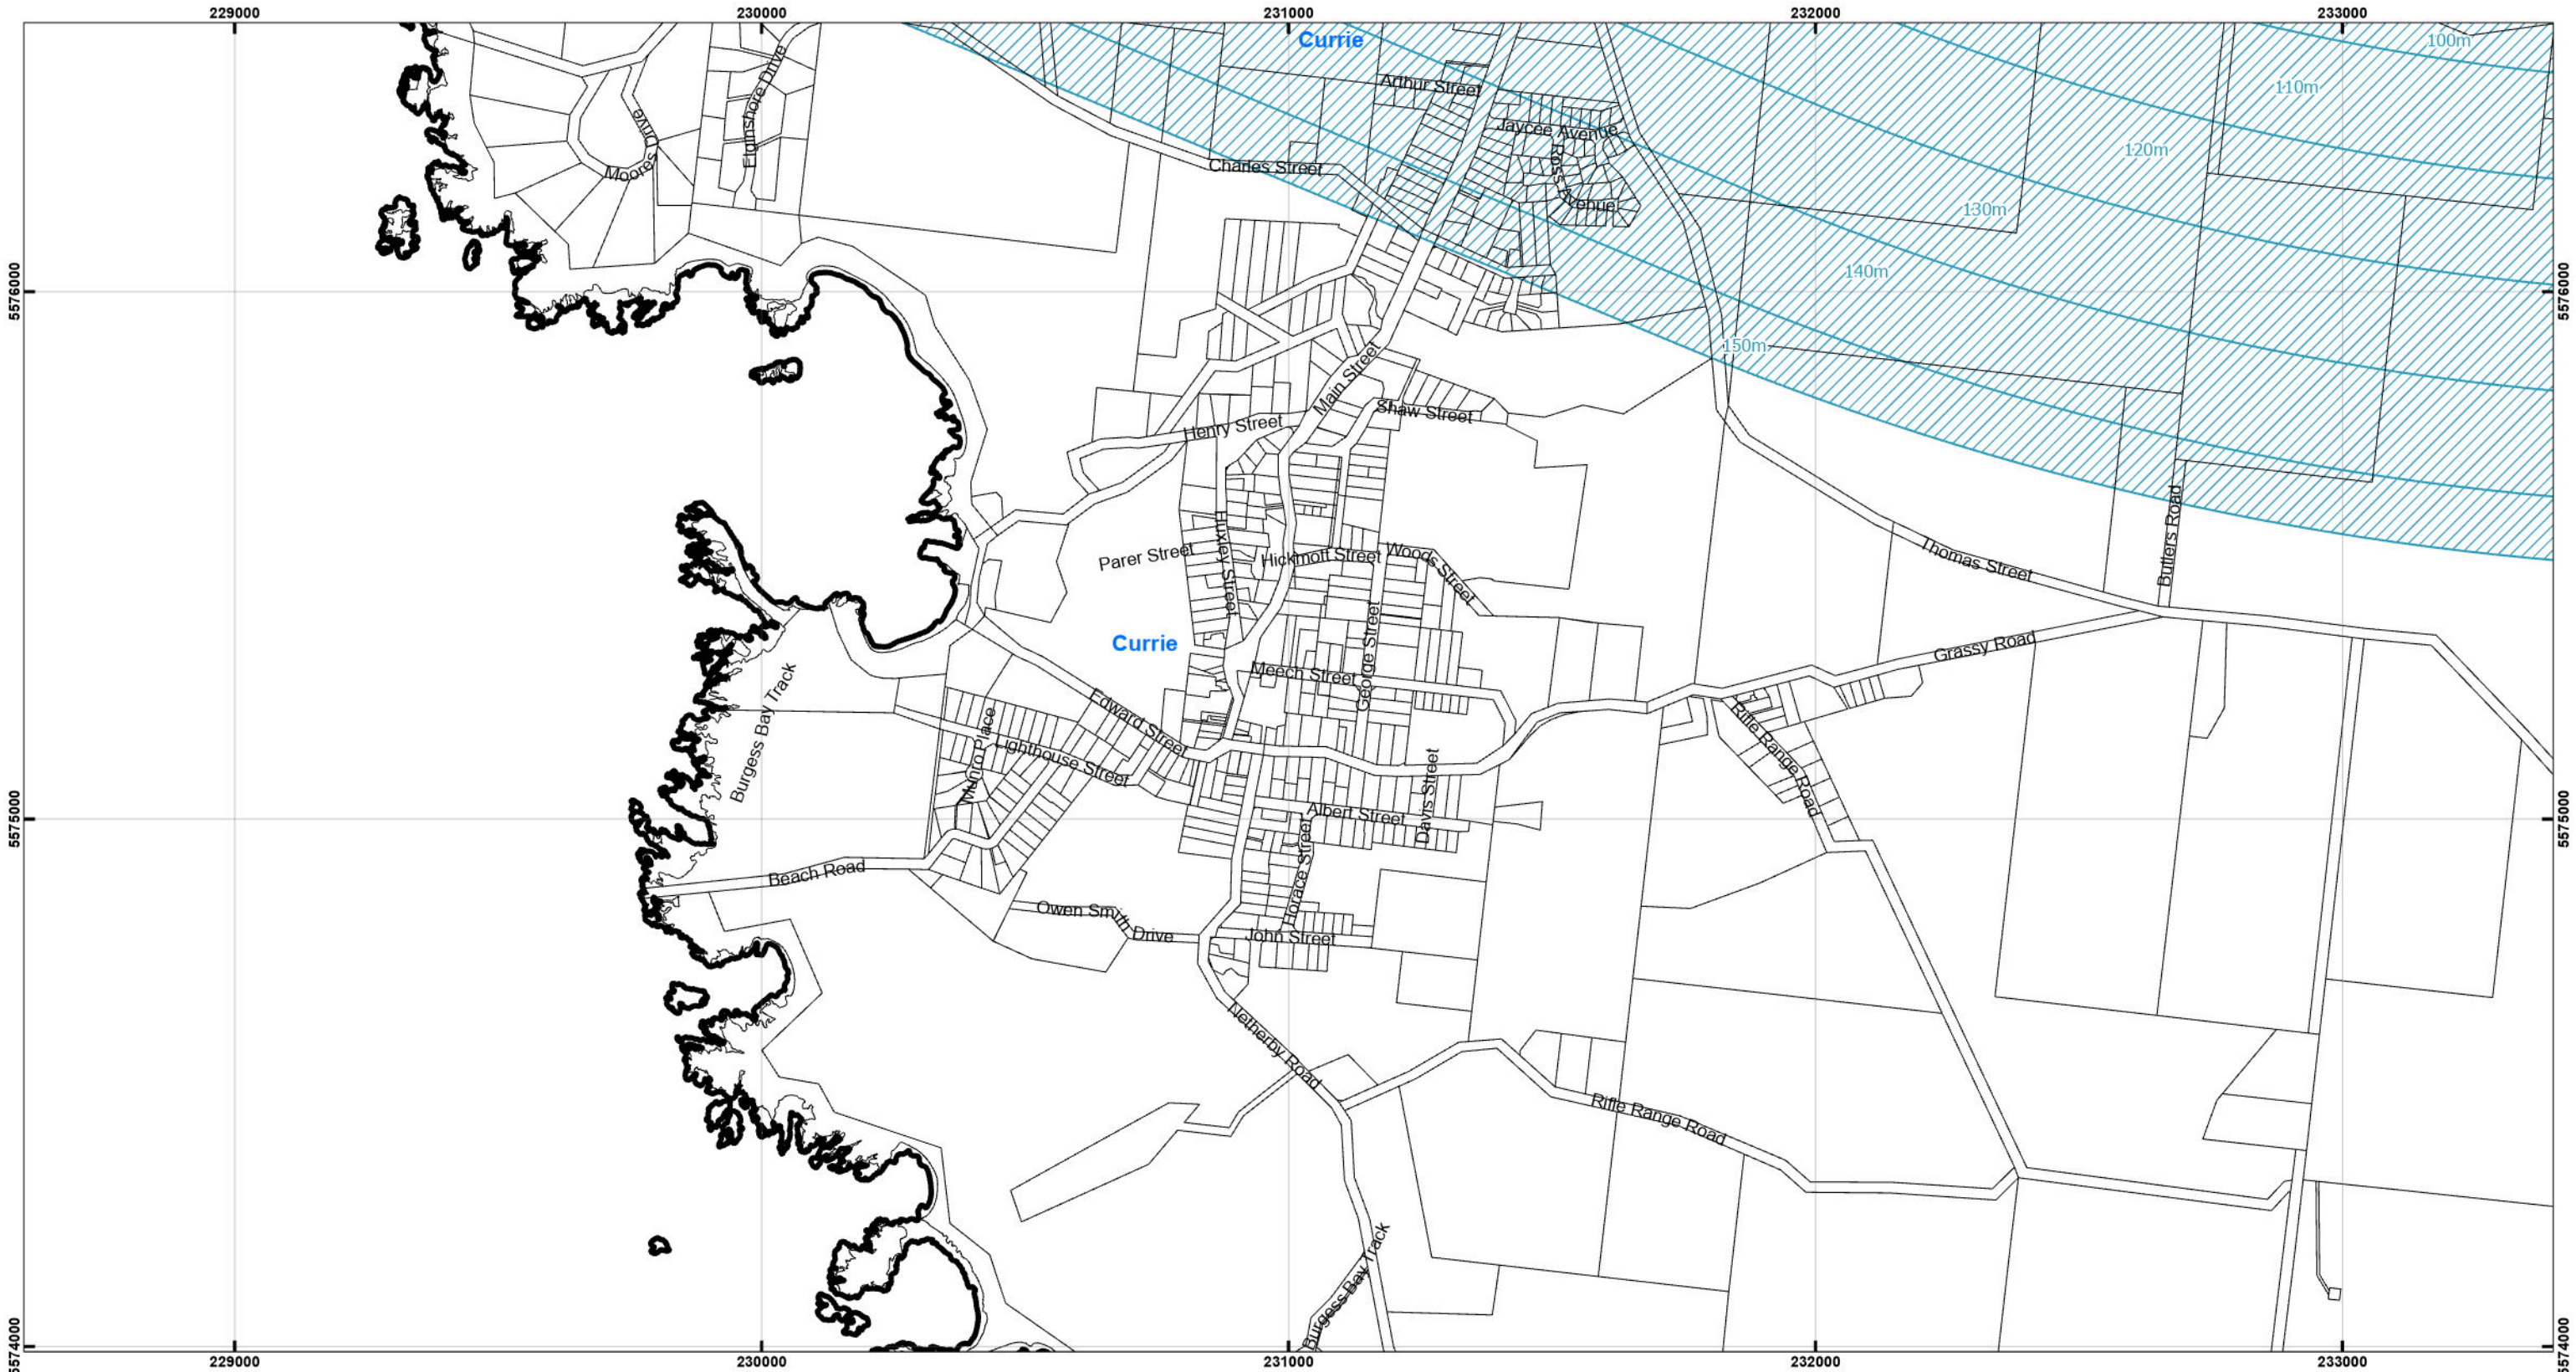 229000
230000
231000
232000
233000
Currie
100m
Elginshore Drive
Arthur Street
110m
Moores Drive
Jaycee Avenue
120m
Charles Street
Ross Avenue
130m
5576000
140m
5576000
150m
Main Street
Shaw Street
Henry Street
Huxley Street
Parer Street
Hickmott Street
Woods Street
Thomas Street
Butlers Road
Currie
George Street
Grassy Road
Meech Street
Burgess Bay Track
Edward Street
Munro Place
Lighthouse Street
Rifle Range Road
Davis Street
5575000
Albert Street
5575000
Beach Road
Horace Street
Owen Smyth Drive
John Street
Netherby Road
Rifle Range Road
Burgess Bay Track
5574000
5574000
229000
230000
231000
232000
233000